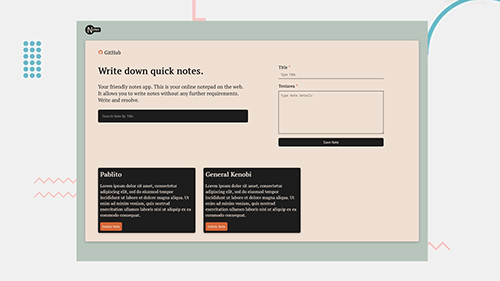 GitHub
Write down quick notes.
Your friendly notes app. This is your online notepad on the web.
It allows you to write notes without any further requirements.
Write and resolve.
Search Note By Title
Title *
Type Title
Textarea *
Type Note details
Save Note
Pablito
Lorem ipsum dolor sit amet, consectetur
adipiscing elit, sed do eiusmod tempor
incididunt ut labore et dolore magna aliqua. Ut
enim ad minim veniam, quis nostrud
exercitation ullamco laboris nisi ut aliquip ex ea
commodo consequat.
Delete Note
General Kenobi
Lorem ipsum dolor sit amet, consectetur
adipiscing elit, sed do eiusmod tempor
incididunt ut labore et dolore magna aliqua. Ut
enim ad minim veniam, quis nostrud
exercitation ullamco laboris nisi ut aliquip ex ea
commodo consequat.
Delete Note